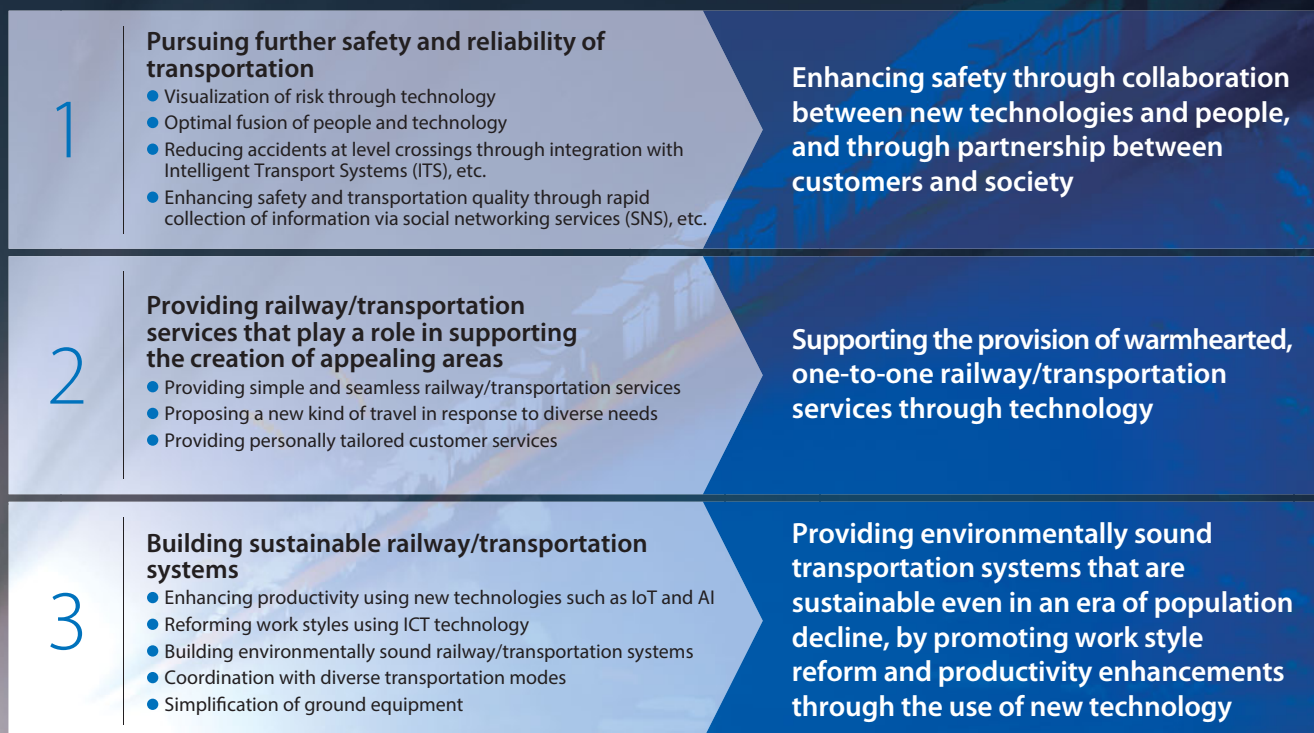 1
Pursuing further safety and reliability of
transportation
● Visualization of risk through technology
● Optimal fusion of people and technology
● Reducing accidents at level crossings through integration with
Intelligent Transport Systems (ITS), etc.
● Enhancing safety and transportation quality through rapid
collection of information via social networking services (SNS), etc.
Enhancing safety through collaboration
between new technologies and people,
and through partnership between
customers and society
2
Providing railway/transportation
services that play a role in supporting
the creation of appealing areas
● Providing simple and seamless railway/transportation services
● Proposing a new kind of travel in response to diverse needs
● Providing personally tailored customer services
Supporting the provision of warmhearted,
one-to-one railway/transportation
services through technology
3
Building sustainable railway/transportation
systems
● Enhancing productivity using new technologies such as IoT and AI
● Reforming work styles using ICT technology
● Building environmentally sound railway/transportation systems
● Coordination with diverse transportation modes
● Simplification of ground equipment
Providing environmentally sound
transportation systems that are
sustainable even in an era of population
decline, by promoting work style
reform and productivity enhancements
through the use of new technology